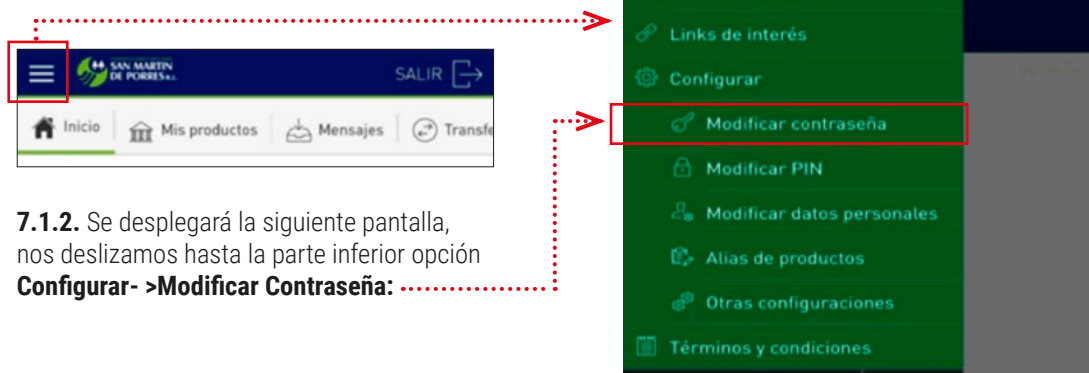 SAN MARTIN
DE PORRES R.L.
SALIR
Inicio
Mis productos
Mensajes
Transfe
7.1.2. Se desplegará la siguiente pantalla,
nos deslizamos hasta la parte inferior opción
Configurar- >Modificar Contraseña:
Links de interés
Configurar
Modificar contraseña
Modificar PIN
Modificar datos personales
Alias de productos
Otras configuraciones
Términos y condiciones